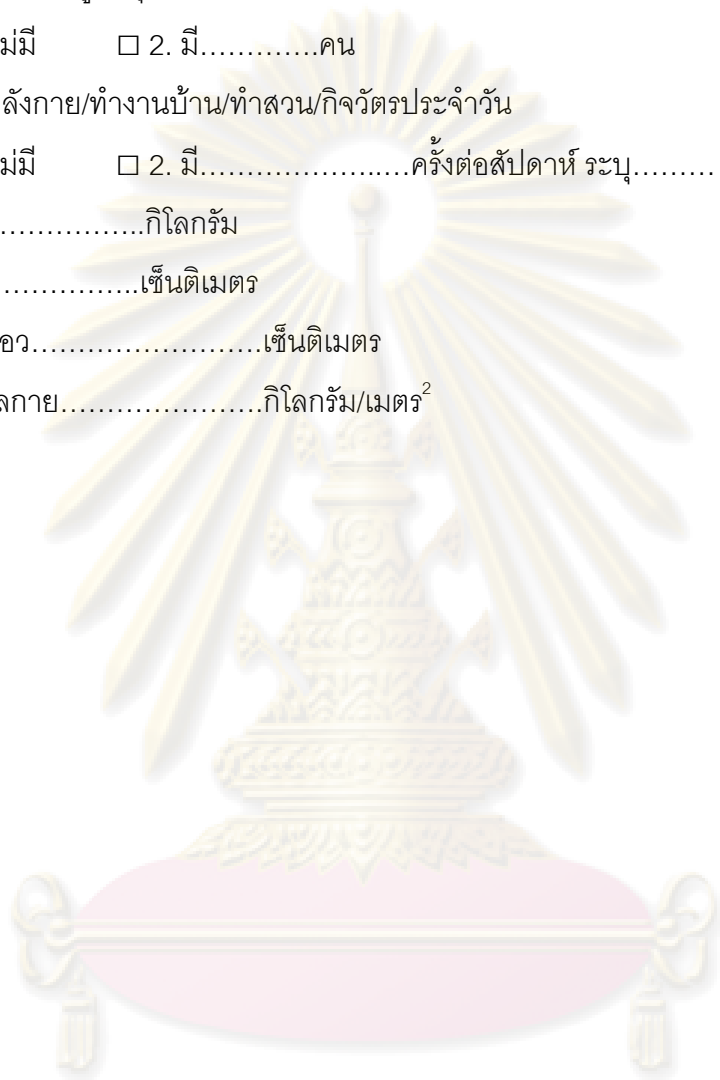 ม่มี ☐ 2. มี.............คน
ลังกาย/ทำงานบ้าน/ทำสวน/กิจวัตรประจำวัน
ม่มี ☐ 2. มี.......................ครั้งต่อสัปดาห์ ระบุ.........
.................กิโลกรัม
.................เซ็นติเมตร
อว.........................เซ็นติเมตร
ลกาย......................กิโลกรัม/เมตร²